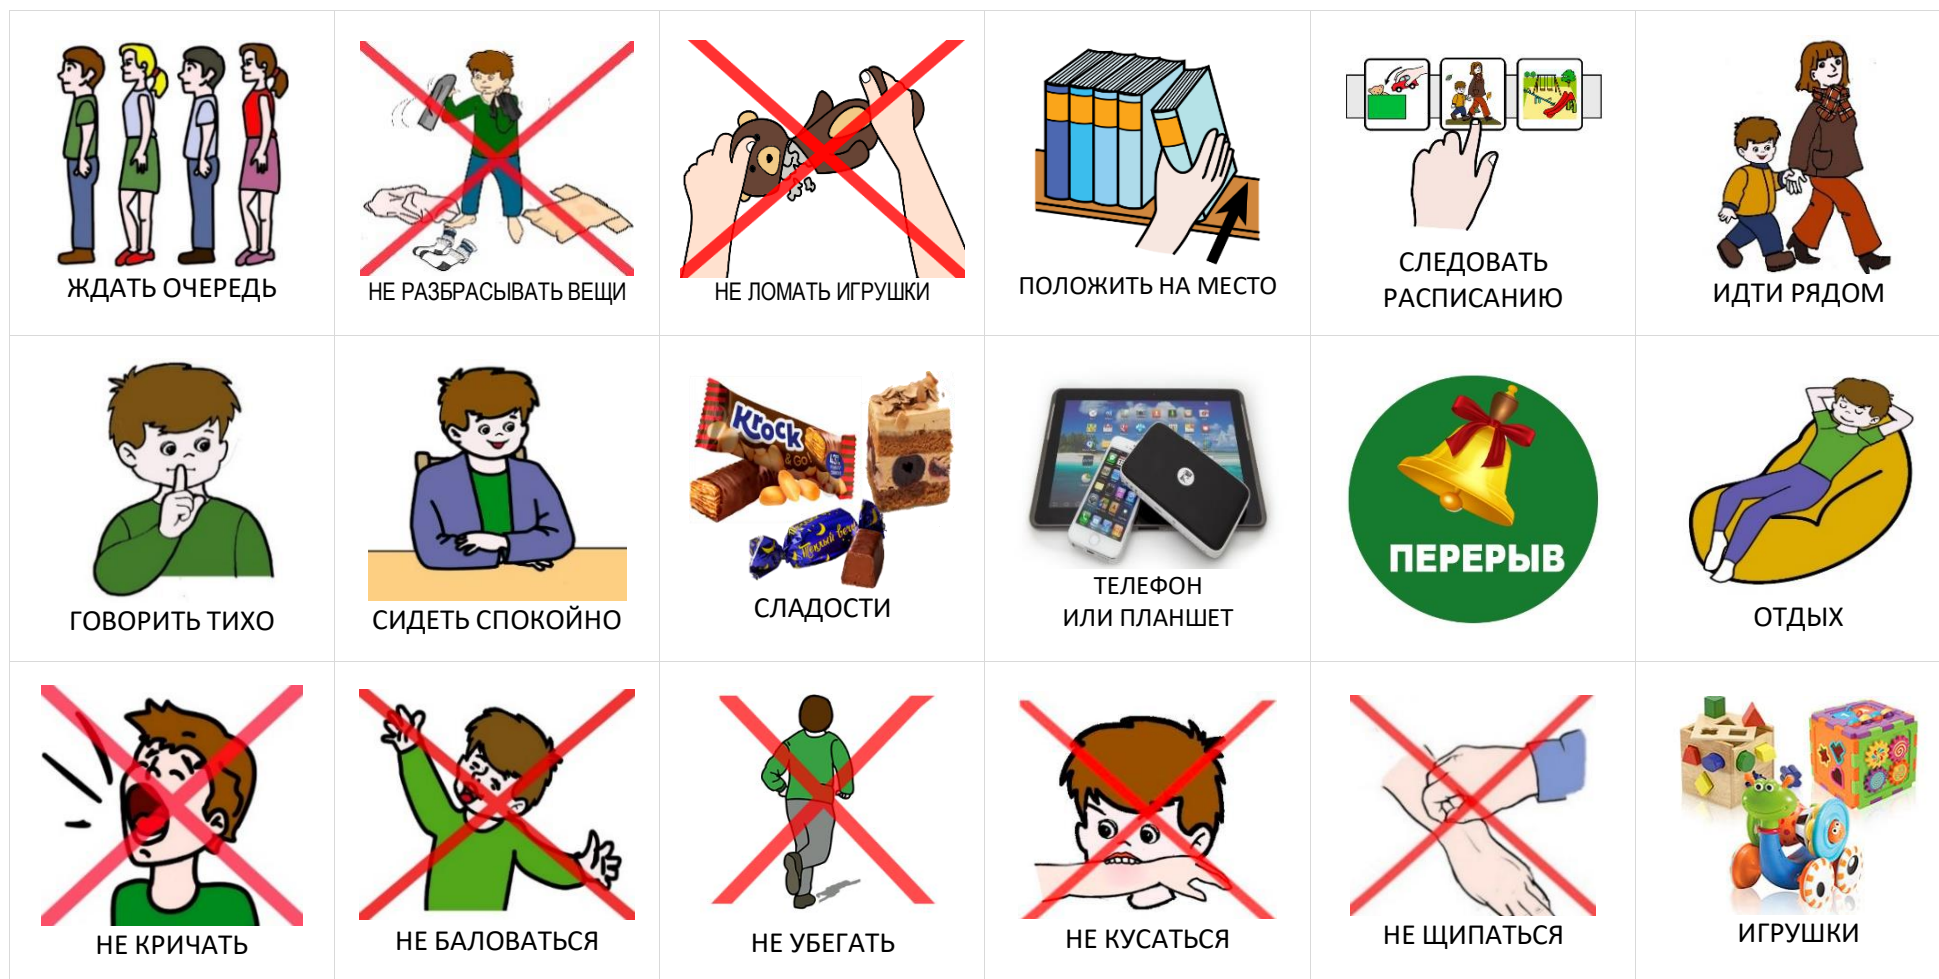 ЖДАТЬ ОЧЕРЕДЬ
НЕ РАЗБРАСЫВАТЬ ВЕЩИ
НЕ ЛОМАТЬ ИГРУШКИ
ПОЛОЖИТЬ НА МЕСТО
СЛЕДОВАТЬ
РАСПИСАНИЮ
ИДТИ РЯДОМ
ГОВОРИТЬ ТИХО
СИДЕТЬ СПОКОЙНО
Krock
& GO!
СЛАДОСТИ
ТЕЛЕФОН
ИЛИ ПЛАНШЕТ
ПЕРЕРЫВ
ОТДЫХ
НЕ КРИЧАТЬ
НЕ БАЛОВАТЬСЯ
НЕ УБЕГАТЬ
НЕ КУСАТЬСЯ
НЕ ЩИПАТЬСЯ
ИГРУШКИ